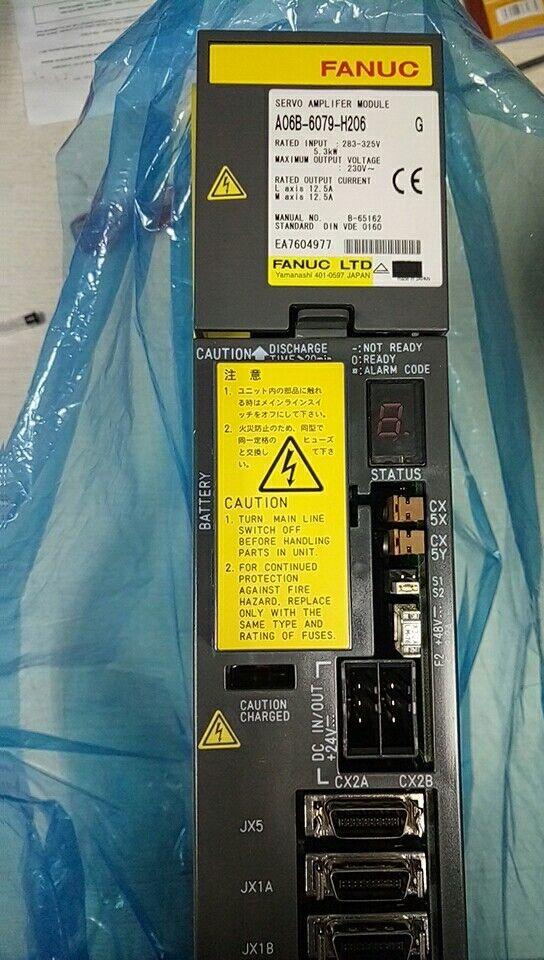 FANUC
SERVO AMPLIFER MODULE
A06B-6079-H206 G
RATED INPUT : 283-325V
5.3kW
MAXIMUM OUTPUT VOLTAGE
: 230V~
RATED OUTPUT CURRENT
L axis 12.5A
M axis 12.5A
CE
MANUAL NO. B-65162
STANDARD DIN VDE 0160
EA7604977
FANUC LTD
Yamanashi 401-0597 JAPAN
made in JAPAN
CAUTION DISCHARGE
TIME>20min
-:NOT READY
0:READY
¤:ALARM CODE
注 意
1. ユニット内の部品に触れ
る時はメインラインスイ
ッチをオフにして下さい。
2. 火災防止のため、同型で
同一定格の ヒューズ
と交換し て下さ
い。
CAUTION
1. TURN MAIN LINE
SWITCH OFF
BEFORE HANDLING
PARTS IN UNIT.
2. FOR CONTINUED
PROTECTION
AGAINST FIRE
HAZARD, REPLACE
ONLY WITH THE
SAME TYPE AND
RATING OF FUSES.
BATTERY
8.
STATUS
CX
5X
CX
5Y
S1
S2
F2 +48V
CAUTION
CHARGED
DC IN/OUT
+24V
CX2A CX2B
JX5
JX1A
JX1B